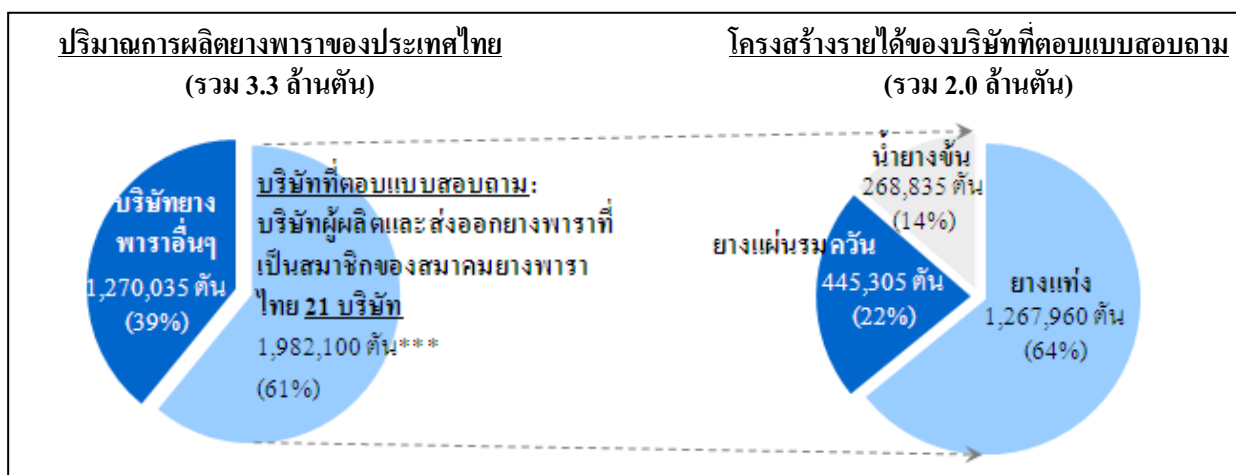 ปริมาณการผลิตยางพาราของประเทศไทย
(รวม 3.3 ล้านตัน)
บริษัทยาง
พาราอื่นๆ
1,270,035 ตัน
(39%)
บริษัทที่ตอบแบบสอบถาม:
บริษัทผู้ผลิตและส่งออกยางพาราที่
เป็นสมาชิกของสมาคมยางพารา
ไทย 21 บริษัท
1,982,100 ตัน***
(61%)
โครงสร้างรายได้ของบริษัทที่ตอบแบบสอบถาม
(รวม 2.0 ล้านตัน)
น้ำยางข้น
268,835 ตัน
(14%)
ยางแผ่นรมควัน
445,305 ตัน
(22%)
ยางแท่ง
1,267,960 ตัน
(64%)